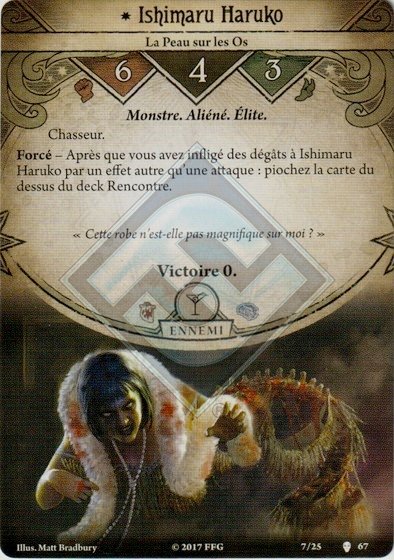 Ishimaru Haruko
La Peau sur les Os
6 4 3
Monstre. Aliéné. Élite.
Chasseur.
Forcé – Après que vous avez infligé des dégâts à Ishimaru
Haruko par un effet autre qu'une attaque : piochez la carte du
dessus du deck Rencontre.
« Cette robe n'est-elle pas magnifique sur moi ? »
Victoire 0.
ENNEMI
Illus. Matt Bradbury © 2017 FFG 7/25 67